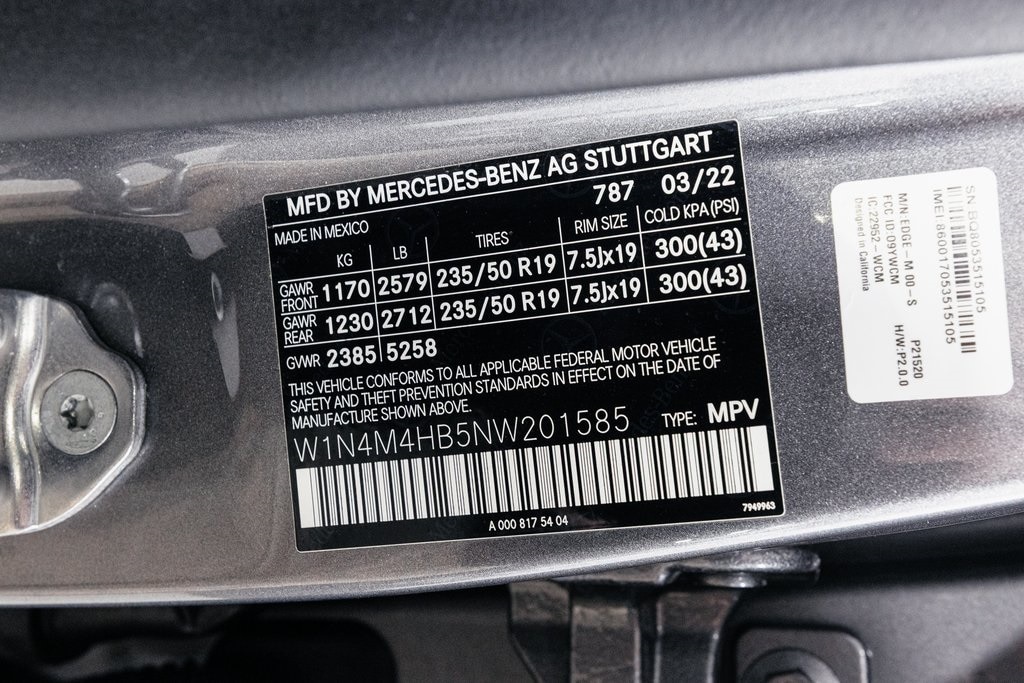 MFD BY MERCEDES-BENZ AG STUTTGART
787 03/22
MADE IN MEXICO
KG LB TIRES RIM SIZE COLD KPA (PSI)
GAWR FRONT 1170 2579 235/50 R19 7.5Jx19 300(43)
GAWR REAR 1230 2712 235/50 R19 7.5Jx19 300(43)
GVWR 2385 5258
THIS VEHICLE CONFORMS TO ALL APPLICABLE FEDERAL MOTOR VEHICLE
SAFETY AND THEFT PREVENTION STANDARDS IN EFFECT ON THE DATE OF
MANUFACTURE SHOWN ABOVE.
W1N4M4HB5NW201585 TYPE: MPV
A 000 817 54 04
7949963
SN BQ8053515105
IMEI:860017053515105
M/N:EDGE-M 00-S
FCC ID:09YWCM
IC:22952-WCM
Designed in California
P21520
H/W:P2.0.0